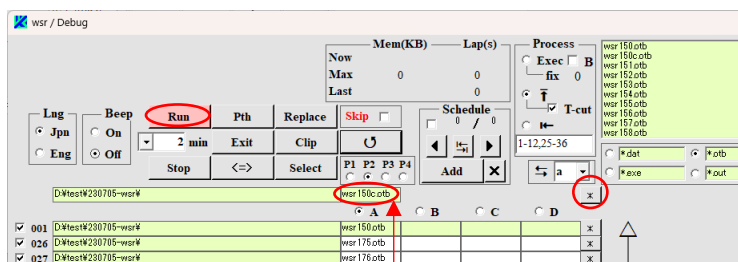 wsr / Debug
Mem(KB) Lap(s)
Now
Max 0 0
Last 0
Process
Exec B
fix 0
T
T-cut
1-12,25-36
a
wsr150.otb
wsr150c.otb
wsr151.otb
wsr152.otb
wsr153.otb
wsr154.otb
wsr155.otb
wsr156.otb
wsr157.otb
wsr158.otb
*.dat *.otb
*.exe *.out
Lng Beep
Jpn On
Eng Off
Run Pth Replace Skip
2 min Exit Clip
Stop <=> Select P1 P2 P3 P4
Schedule
0 / 0
Add X
D:¥test¥230705-wsr¥ wsr150c.otb x
A B C D
001 D:¥test¥230705-wsr¥ wsr150.otb x
026 D:¥test¥230705-wsr¥ wsr175.otb x
027 D:¥test¥230705-wsr¥ wsr176.otb x